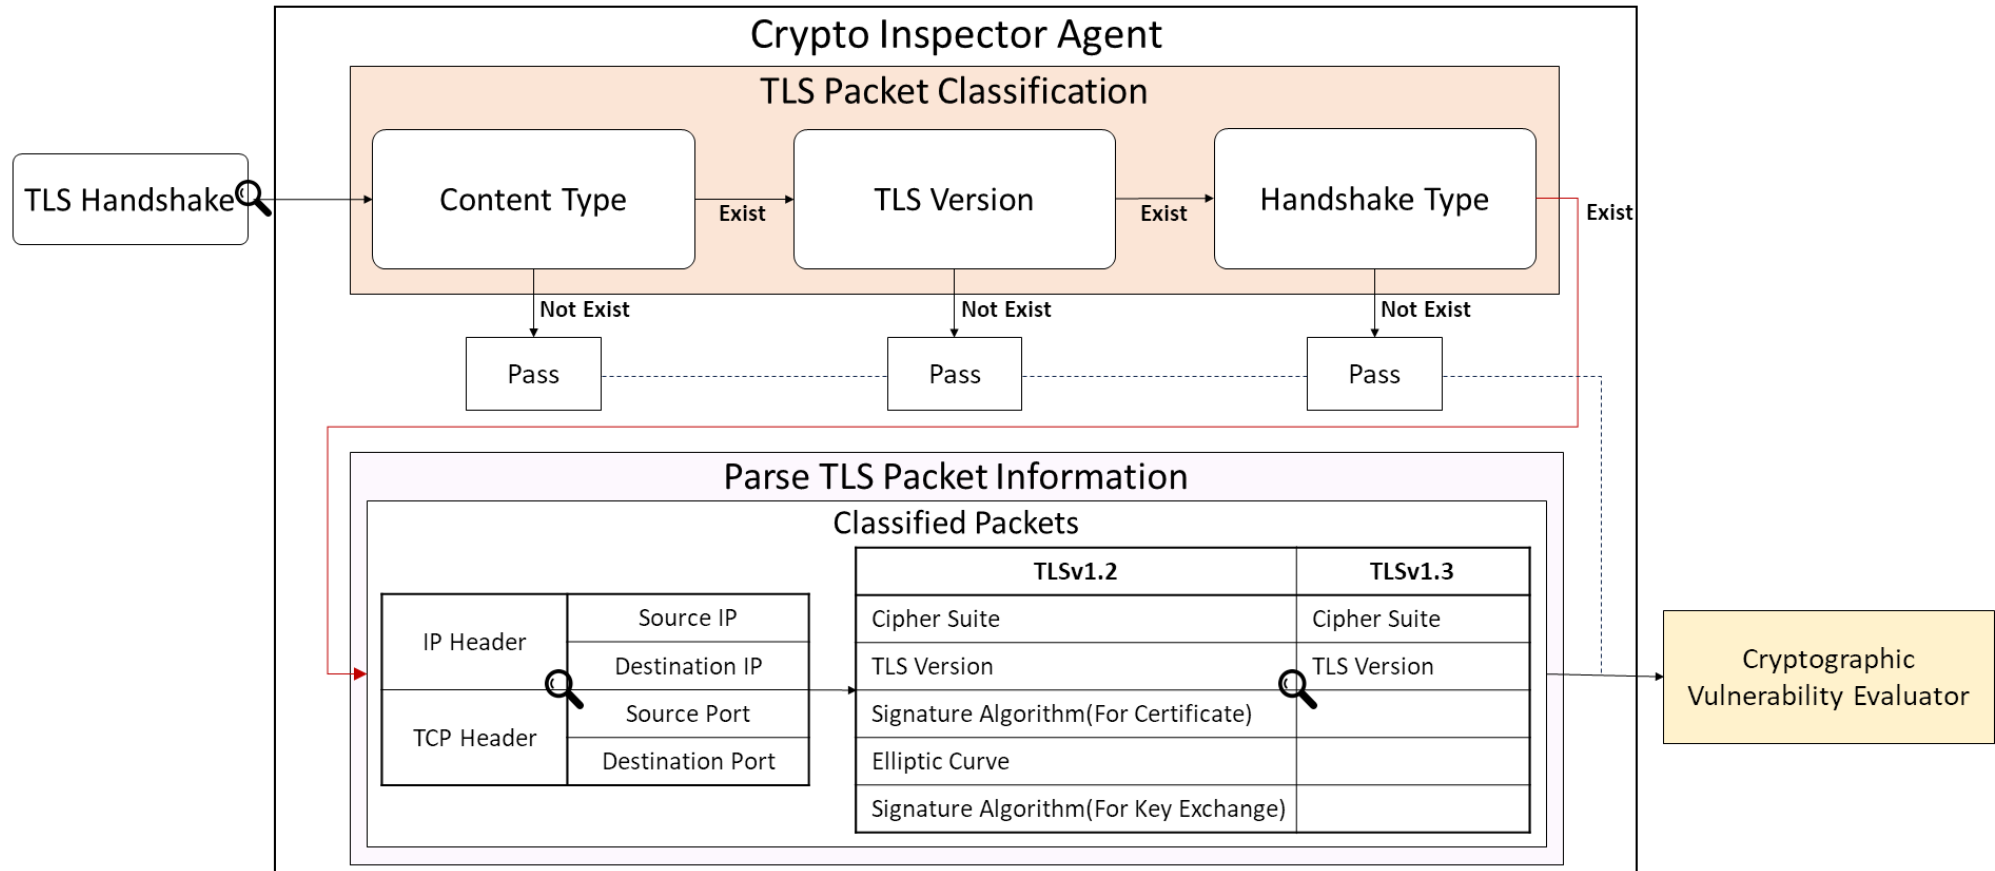 Crypto Inspector Agent
TLS Packet Classification
TLS Handshake
Content Type
Exist
TLS Version
Exist
Handshake Type
Exist
Not Exist
Not Exist
Not Exist
Pass
Pass
Pass
Parse TLS Packet Information
Classified Packets
IP Header
Source IP
Destination IP
TCP Header
Source Port
Destination Port
TLSv1.2
TLSv1.3
Cipher Suite
Cipher Suite
TLS Version
TLS Version
Signature Algorithm(For Certificate)
Elliptic Curve
Signature Algorithm(For Key Exchange)
Cryptographic
Vulnerability Evaluator